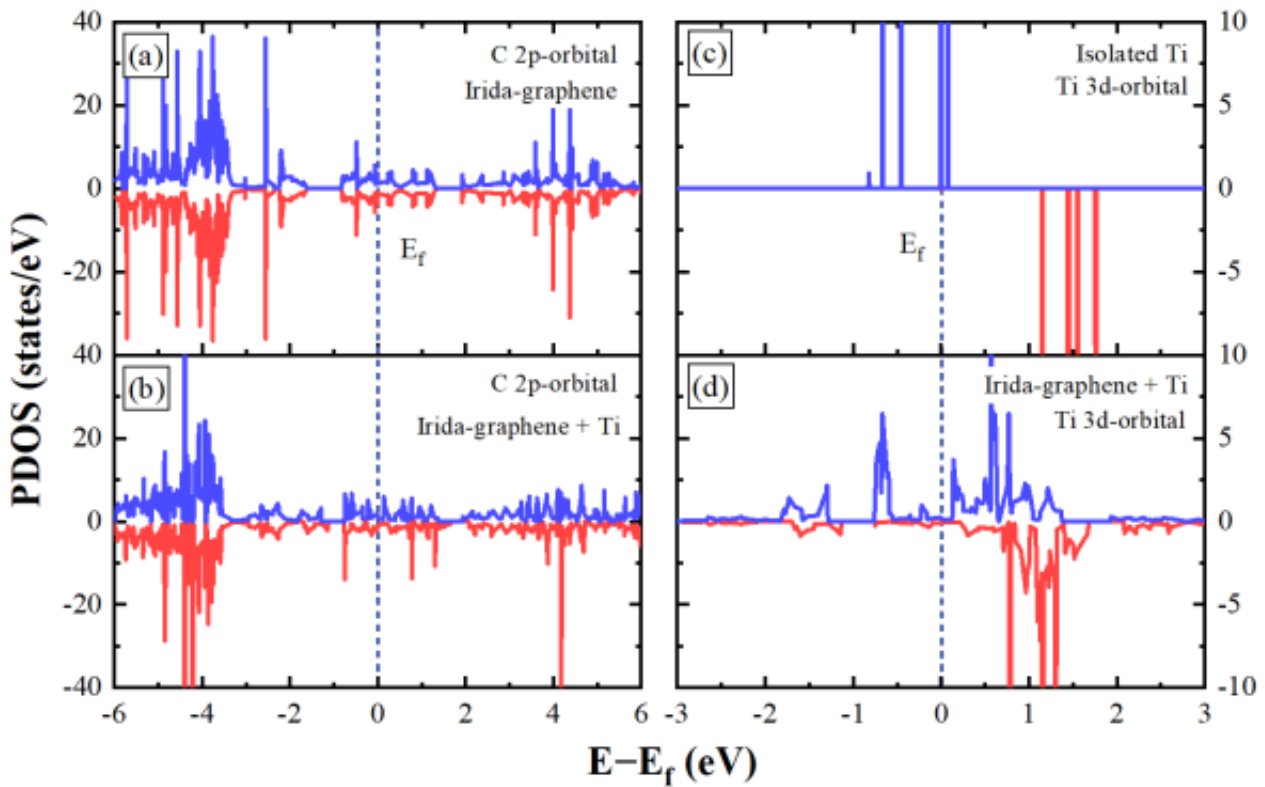 PDOS (states/eV)
40
20
0
-20
40
20
0
-20
-40
(a)
C 2p-orbital
Irida-graphene
E_f
(b)
C 2p-orbital
Irida-graphene + Ti
-6
-4
-2
0
2
4
6
(c)
Isolated Ti
Ti 3d-orbital
E_f
(d)
Irida-graphene + Ti
Ti 3d-orbital
10
5
0
-5
10
5
0
-5
-10
-3
-2
-1
0
1
2
3
E−E_f (eV)